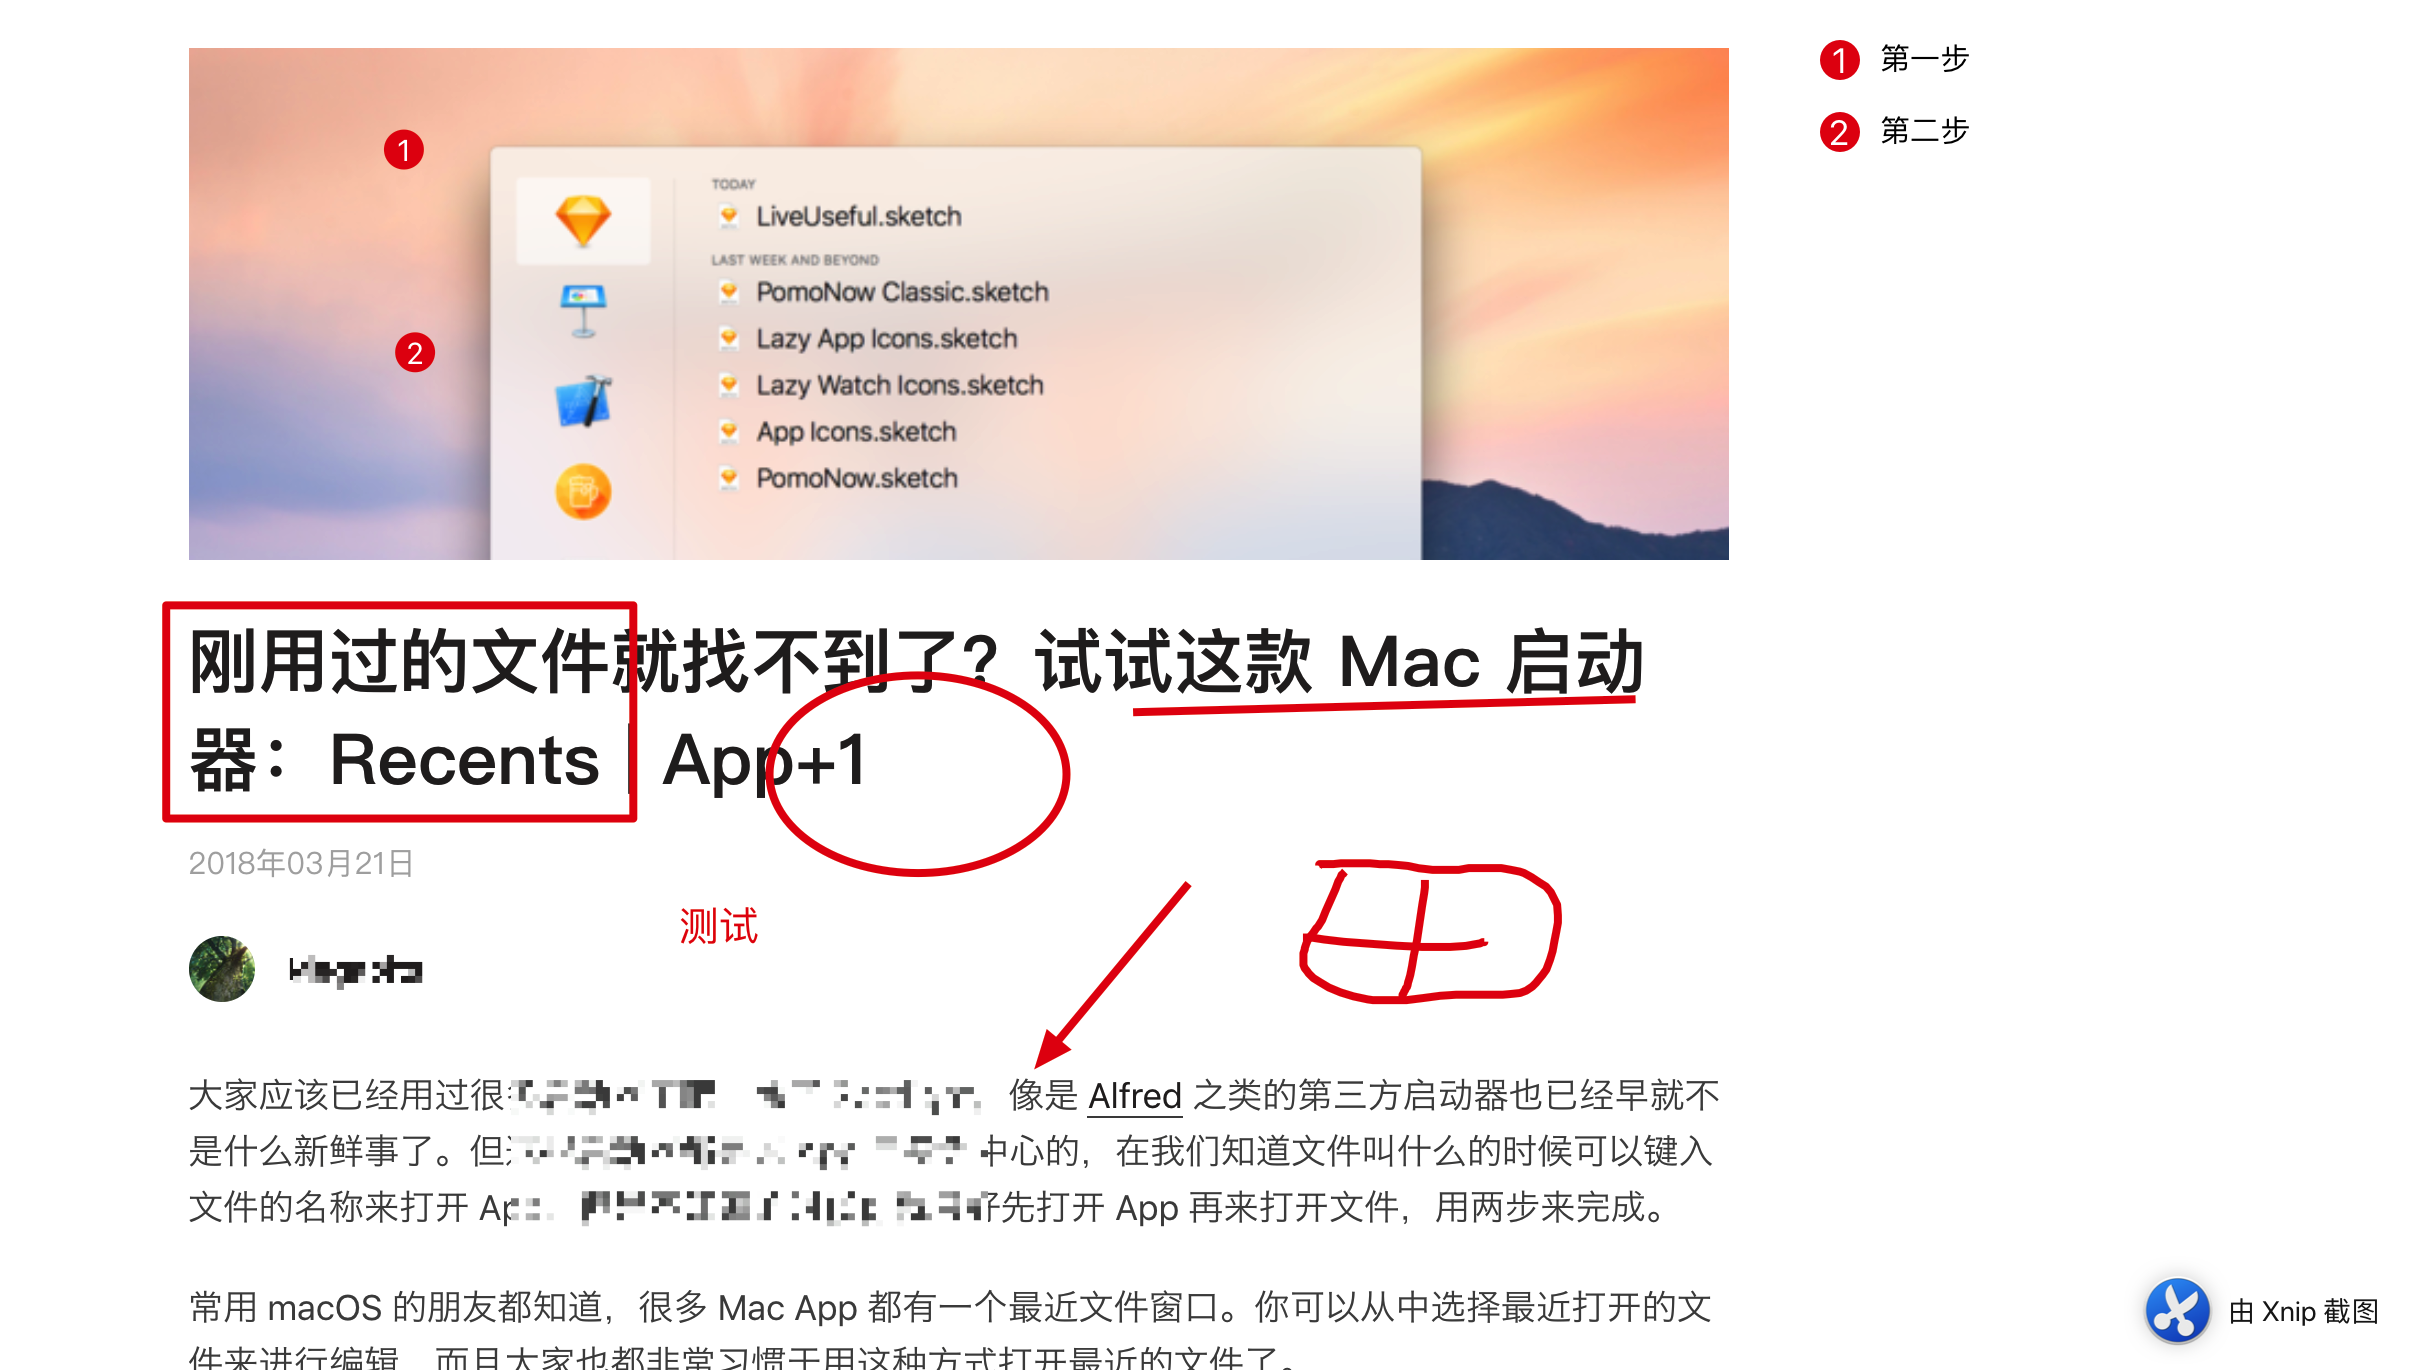 1 第一步
2 第二步
1
2
TODAY
LiveUseful.sketch
LAST WEEK AND BEYOND
PomoNow Classic.sketch
Lazy App Icons.sketch
Lazy Watch Icons.sketch
App Icons.sketch
PomoNow.sketch
刚用过的文件就找不到了？试试这款 Mac 启动
器：Recents | App+1
2018年03月21日
测试
大家应该已经用过很 像是 Alfred 之类的第三方启动器也已经早就不
是什么新鲜事了。但 中心的，在我们知道文件叫什么的时候可以键入
文件的名称来打开 先打开 App 再来打开文件，用两步来完成。
常用 macOS 的朋友都知道，很多 Mac App 都有一个最近文件窗口。你可以从中选择最近打开的文
件来进行编辑，而且大家也都非常习惯于用这种方式打开最近的文件了。
由 Xnip 截图